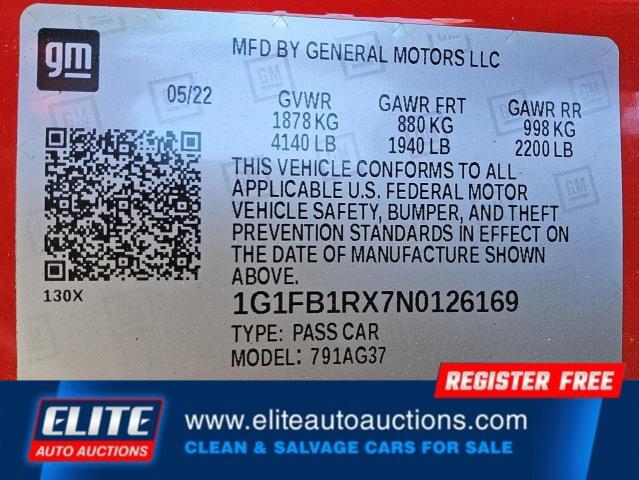 gm
MFD BY GENERAL MOTORS LLC
05/22
GVWR
1878 KG
4140 LB
GAWR FRT
880 KG
1940 LB
GAWR RR
998 KG
2200 LB
THIS VEHICLE CONFORMS TO ALL
APPLICABLE U.S. FEDERAL MOTOR
VEHICLE SAFETY, BUMPER, AND THEFT
PREVENTION STANDARDS IN EFFECT ON
THE DATE OF MANUFACTURE SHOWN
ABOVE.
130X
1G1FB1RX7N0126169
TYPE: PASS CAR
MODEL: 791AG37
REGISTER FREE
ELITE
AUTO AUCTIONS
www.eliteautoauctions.com
CLEAN & SALVAGE CARS FOR SALE